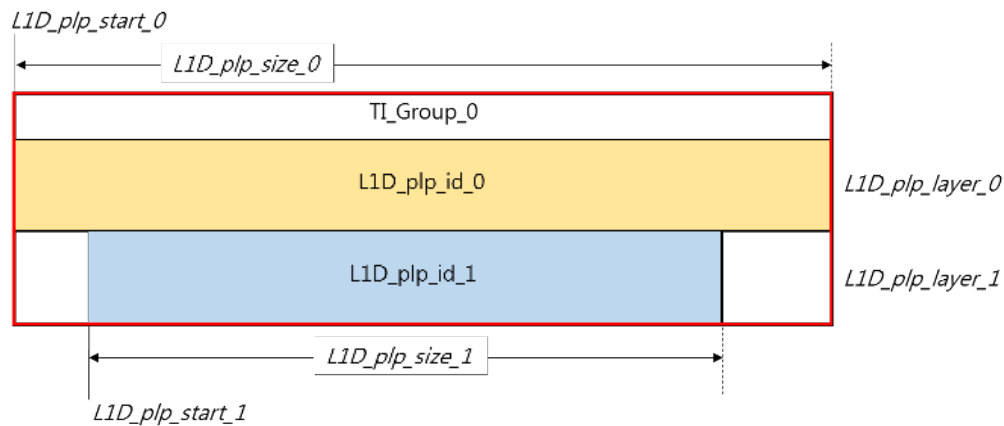 L1D_plp_start_0
L1D_plp_size_0
TI_Group_0
L1D_plp_id_0
L1D_plp_layer_0
L1D_plp_id_1
L1D_plp_layer_1
L1D_plp_size_1
L1D_plp_start_1